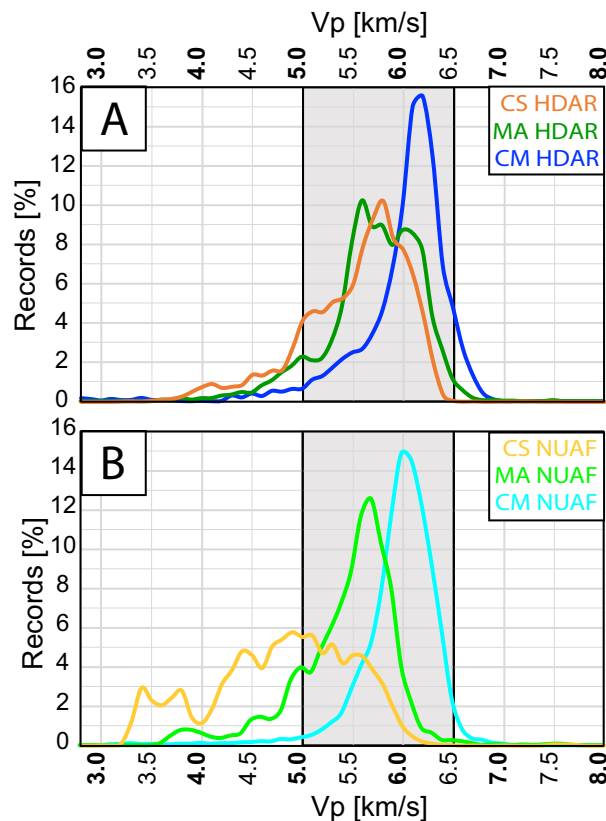 Vp [km/s]
3.0 3.5 4.0 4.5 5.0 5.5 6.0 6.5 7.0 7.5 8.0
A
CS HDAR
MA HDAR
CM HDAR
Records [%]
16
14
12
10
8
6
4
2
0
B
CS NUAF
MA NUAF
CM NUAF
Records [%]
16
14
12
10
8
6
4
2
0
3.0 3.5 4.0 4.5 5.0 5.5 6.0 6.5 7.0 7.5 8.0
Vp [km/s]